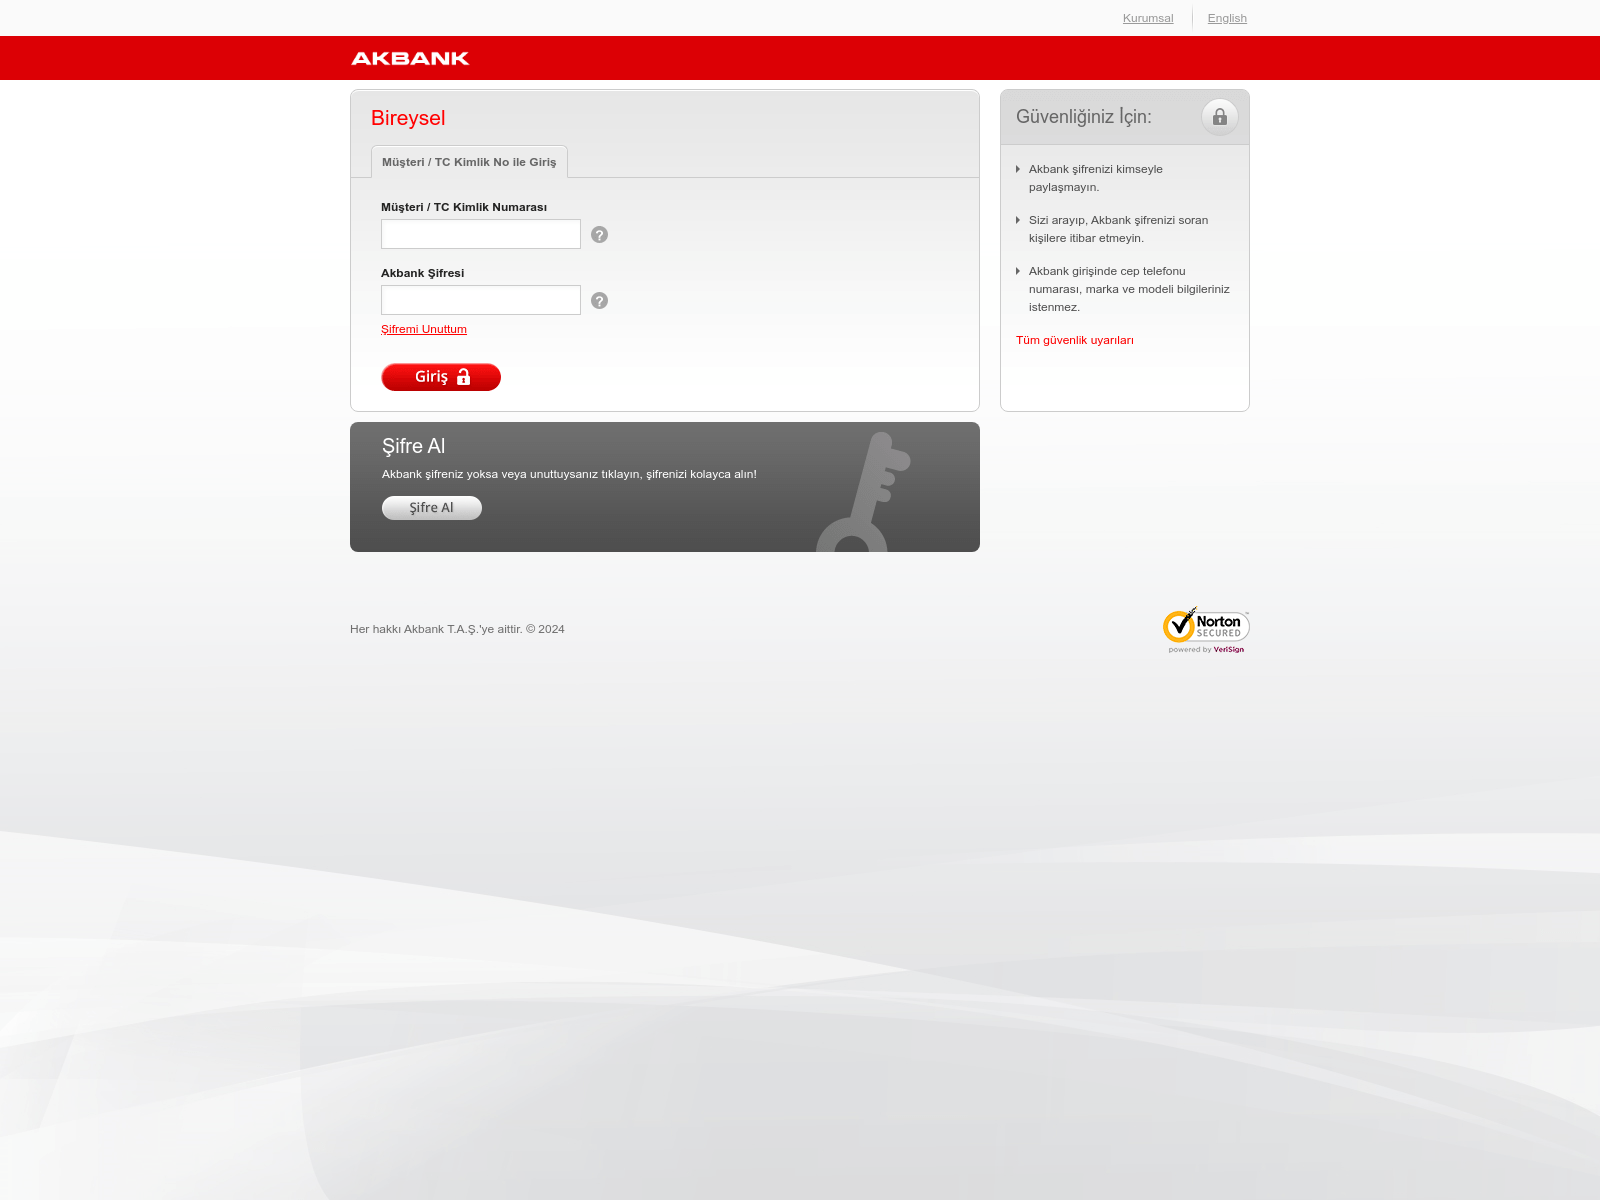 Kurumsal
English
AKBANK
Bireysel
Müşteri / TC Kimlik No ile Giriş
Müşteri / TC Kimlik Numarası
?
Akbank Şifresi
?
Şifremi Unuttum
Giriş
Güvenliğiniz İçin:
Akbank şifrenizi kimseyle
paylaşmayın.
Sizi arayıp, Akbank şifrenizi soran
kişilere itibar etmeyin.
Akbank girişinde cep telefonu
numarası, marka ve modeli bilgileriniz
istenmez.
Tüm güvenlik uyarıları
Şifre Al
Akbank şifreniz yoksa veya unuttuysanız tıklayın, şifrenizi kolayca alın!
Şifre Al
Her hakkı Akbank T.A.Ş.'ye aittir. © 2024
Norton
SECURED
powered by VeriSign